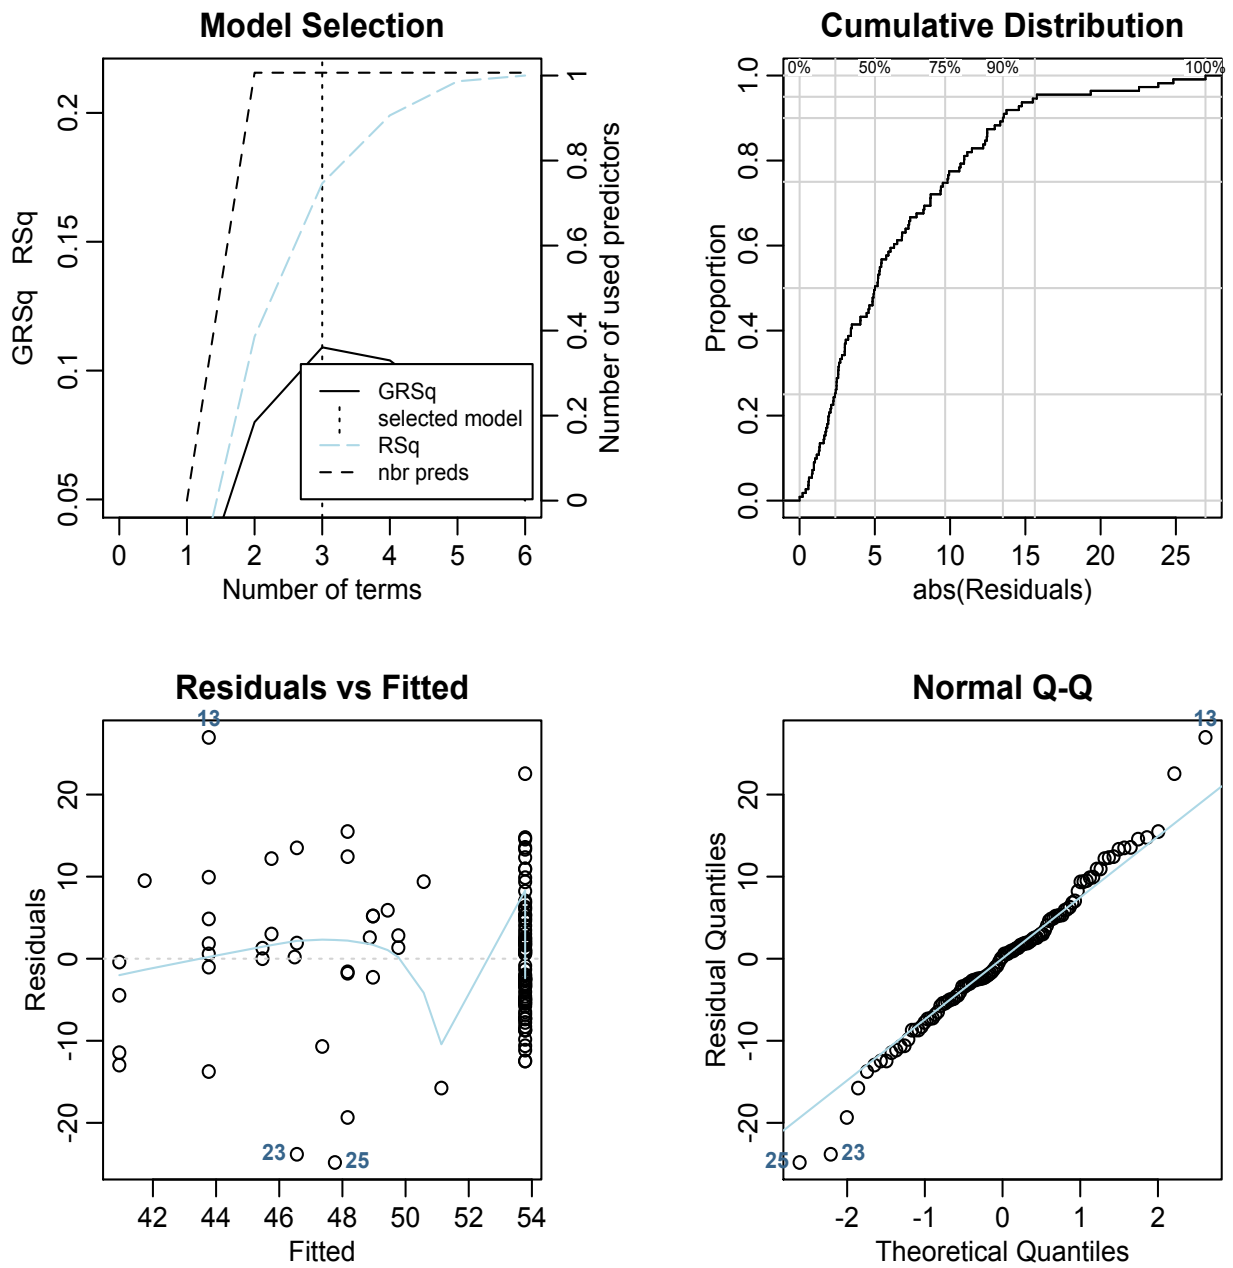 Model Selection
GRSq RSq
0.05 0.1 0.15 0.2
0 0.2 0.4 0.6 0.8 1
Number of used predictors
GRSq
selected model
RSq
nbr preds
0 1 2 3 4 5 6
Number of terms
Cumulative Distribution
0% 50% 75% 90% 100%
Proportion
0.0 0.2 0.4 0.6 0.8 1.0
0 5 10 15 20 25
abs(Residuals)
Residuals vs Fitted
13
Residuals
-20 -10 0 10 20
23 25
42 44 46 48 50 52 54
Fitted
Normal Q-Q
13
Residual Quantiles
-20 -10 0 10 20
25 23
-2 -1 0 1 2
Theoretical Quantiles